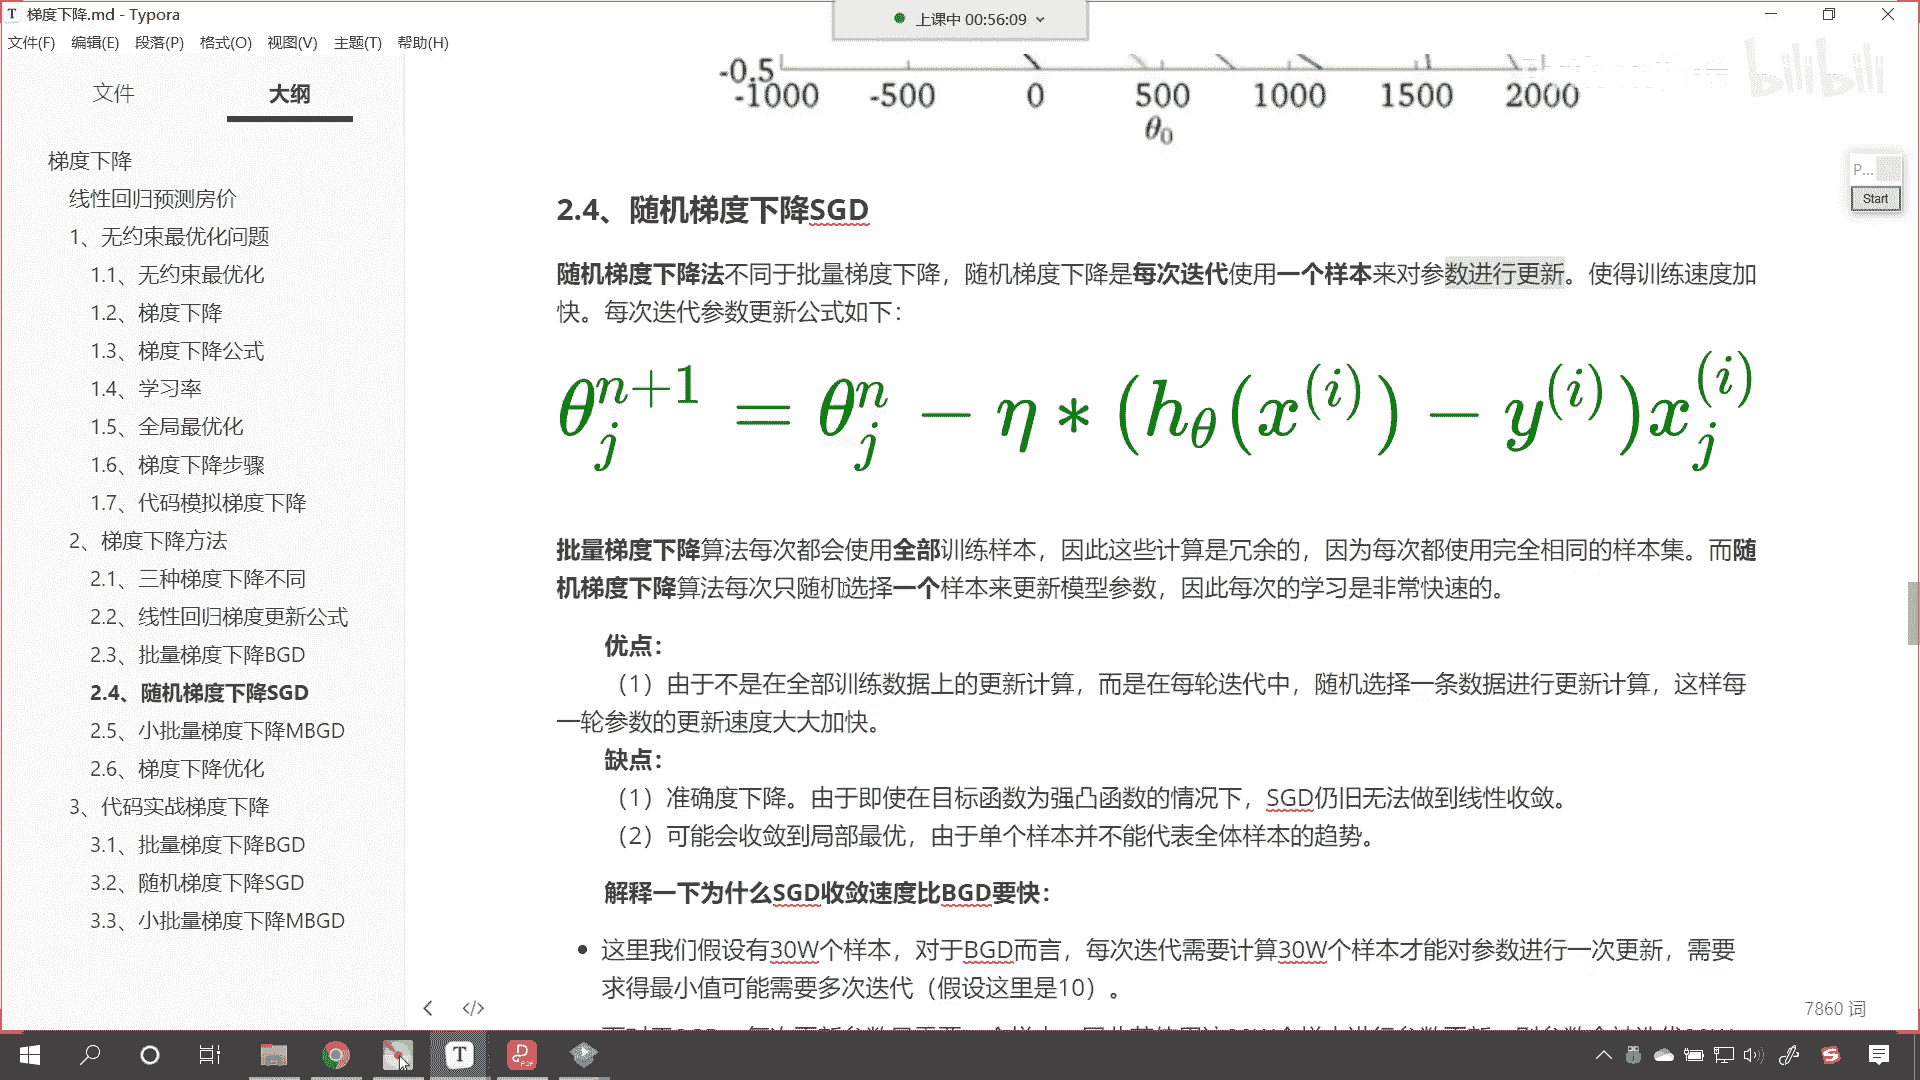 梯度下降.md - Typora
上课中 00:56:09
文件(F) 编辑(E) 段落(P) 格式(O) 视图(V) 主题(T) 帮助(H)
文件 大纲
梯度下降
线性回归预测房价
1、无约束最优化问题
1.1、无约束最优化
1.2、梯度下降
1.3、梯度下降公式
1.4、学习率
1.5、全局最优化
1.6、梯度下降步骤
1.7、代码模拟梯度下降
2、梯度下降方法
2.1、三种梯度下降不同
2.2、线性回归梯度更新公式
2.3、批量梯度下降BGD
2.4、随机梯度下降SGD
2.5、小批量梯度下降MBGD
2.6、梯度下降优化
3、代码实战梯度下降
3.1、批量梯度下降BGD
3.2、随机梯度下降SGD
3.3、小批量梯度下降MBGD
-0.5
-1000 -500 0 500 1000 1500 2000
θ₀
bilibili
P...
Start
2.4、随机梯度下降SGD
随机梯度下降法不同于批量梯度下降，随机梯度下降是每次迭代使用一个样本来对参数进行更新。使得训练速度加
快。每次迭代参数更新公式如下：
θ_j^{n+1} = θ_j^n − η ∗ (h_θ(x^{(i)}) − y^{(i)})x_j^{(i)}
批量梯度下降算法每次都会使用全部训练样本，因此这些计算是冗余的，因为每次都使用完全相同的样本集。而随
机梯度下降算法每次只随机选择一个样本来更新模型参数，因此每次的学习是非常快速的。
优点：
（1）由于不是在全部训练数据上的更新计算，而是在每轮迭代中，随机选择一条数据进行更新计算，这样每
一轮参数的更新速度大大加快。
缺点：
（1）准确度下降。由于即使在目标函数为强凸函数的情况下，SGD仍旧无法做到线性收敛。
（2）可能会收敛到局部最优，由于单个样本并不能代表全体样本的趋势。
解释一下为什么SGD收敛速度比BGD要快：
这里我们假设有30W个样本，对于BGD而言，每次迭代需要计算30W个样本才能对参数进行一次更新，需要
求得最小值可能需要多次迭代（假设这里是10）。
7860 词